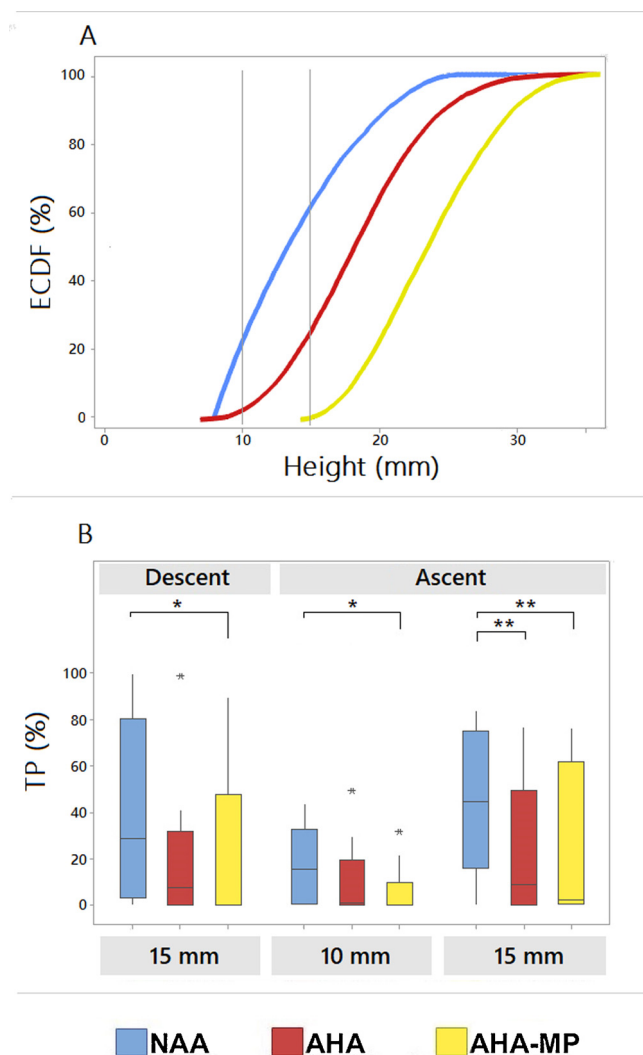 A
100
80
60
40
20
0
ECDF (%)
0 10 20 30
Height (mm)
B
Descent Ascent
* * ** **
100
80
60
40
20
0
TP (%)
* * *
15 mm 10 mm 15 mm
NAA AHA AHA-MP